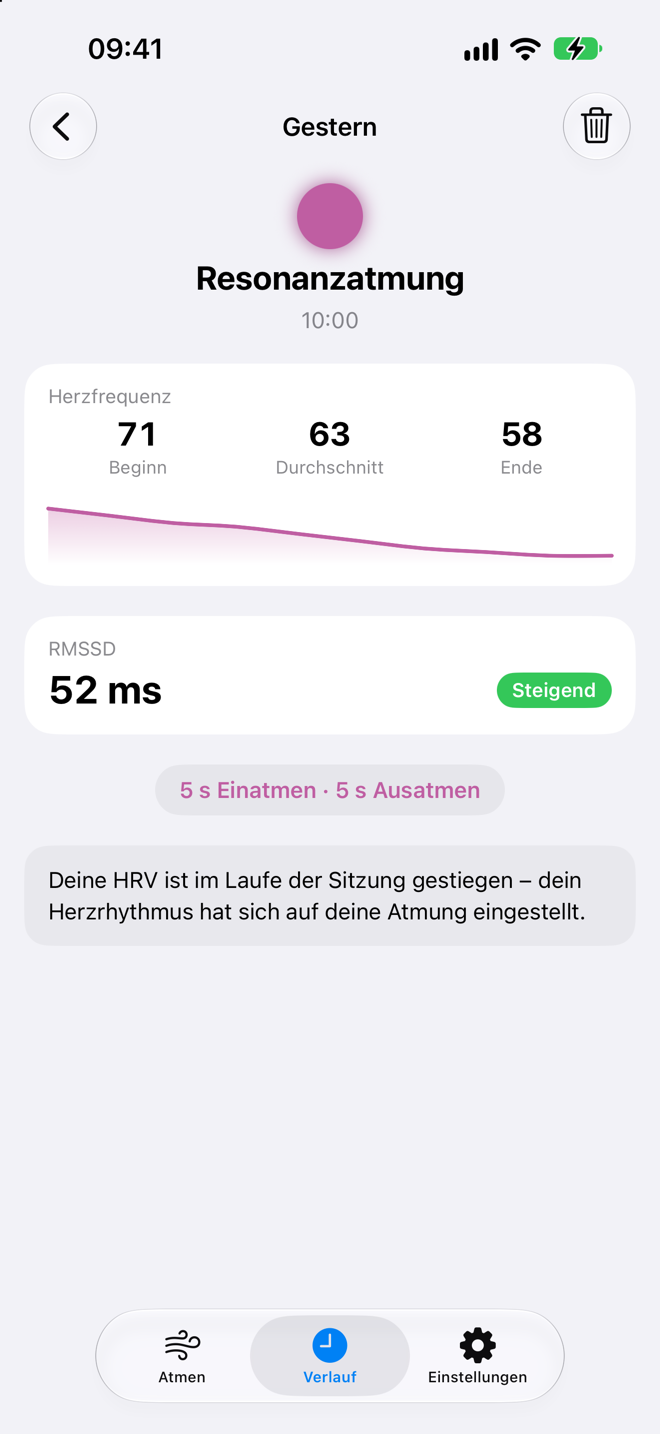 09:41
Gestern
Resonanzatmung
10:00
Herzfrequenz
71 63 58
Beginn Durchschnitt Ende
RMSSD
52 ms Steigend
5 s Einatmen · 5 s Ausatmen
Deine HRV ist im Laufe der Sitzung gestiegen – dein
Herzrhythmus hat sich auf deine Atmung eingestellt.
Atmen Verlauf Einstellungen